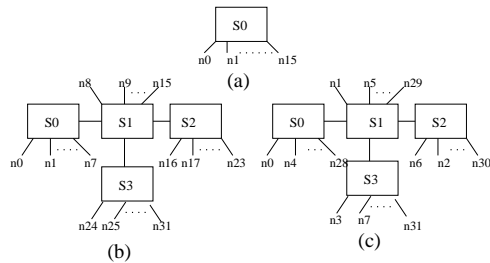 S0
n0 n1 ....... n15
(a)
n8 n9 ... n15
S0 S1 S2
n0 n1 .... n7
n16 n17 .... n23
S3
n24 n25 .... n31
(b)
n1 n5 ... n29
S0 S1 S2
n0 n4 .... n28
n6 n2 .... n30
S3
n3 n7 .... n31
(c)